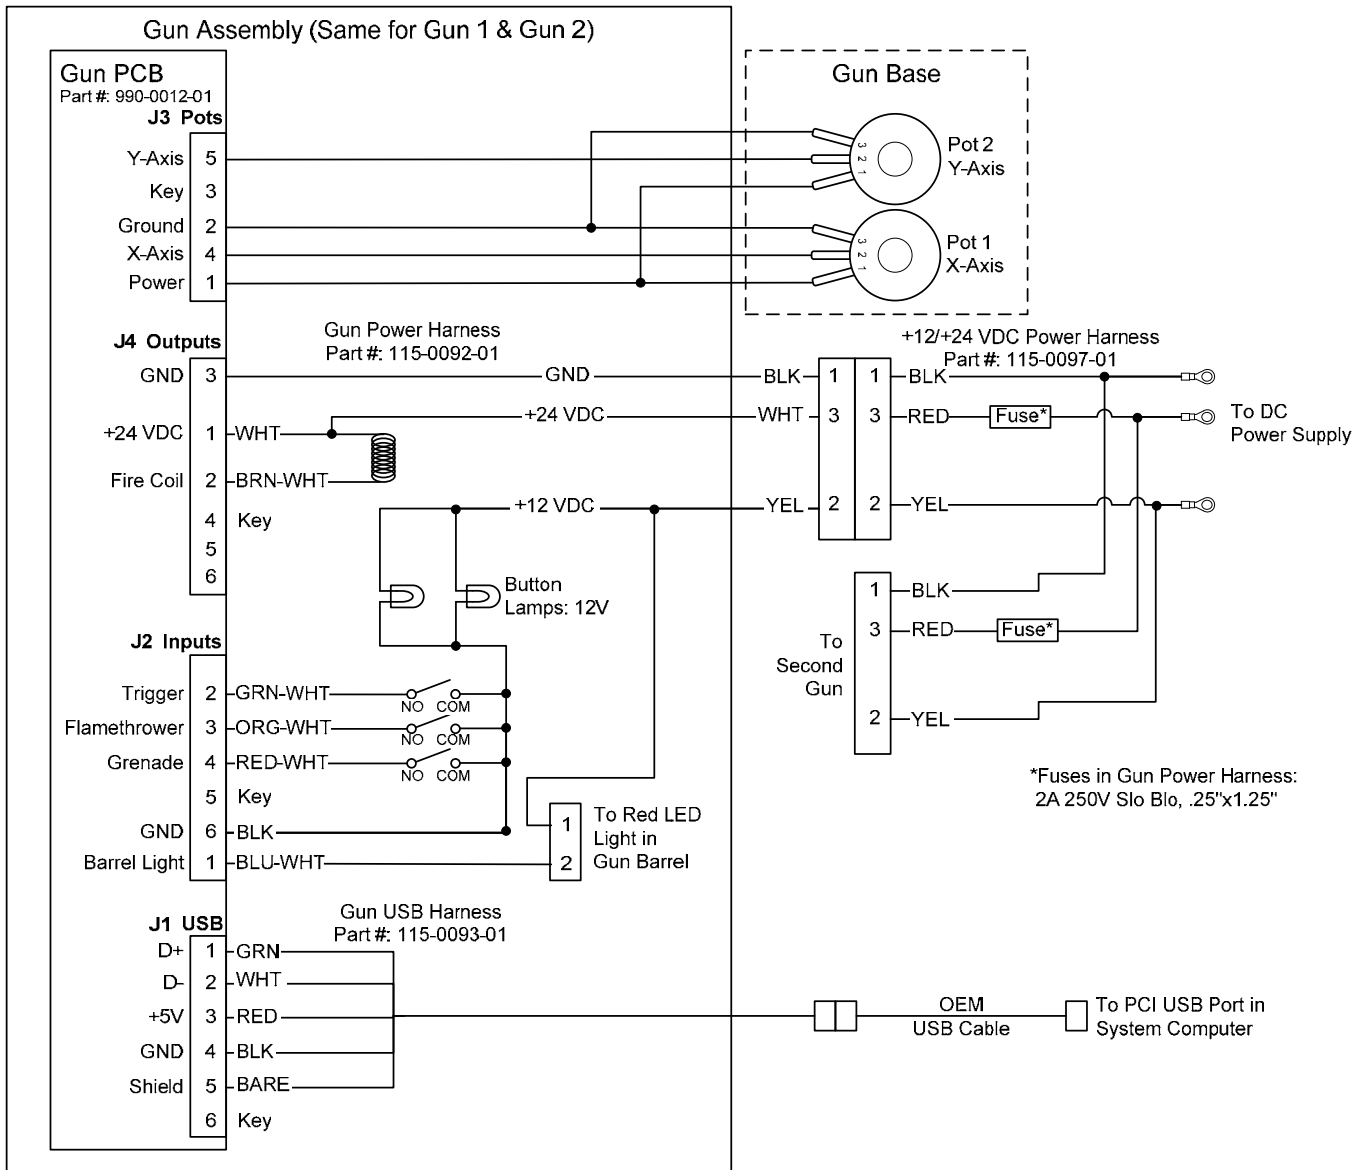 Gun Assembly (Same for Gun 1 & Gun 2)
Gun PCB
Part #: 990-0012-01
J3 Pots
Y-Axis 5
Key 3
Ground 2
X-Axis 4
Power 1
Gun Base
3
2
1
Pot 2
Y-Axis
3
2
1
Pot 1
X-Axis
J4 Outputs
Gun Power Harness
Part #: 115-0092-01
+12/+24 VDC Power Harness
Part #: 115-0097-01
GND 3 GND BLK 1 1 BLK
+24 VDC WHT 3 3 RED Fuse*
To DC
Power Supply
+24 VDC 1 WHT
Fire Coil 2 BRN-WHT
+12 VDC YEL 2 2 YEL
4 Key
5
6
Button
Lamps: 12V
1 BLK
3 RED Fuse*
2 YEL
To
Second
Gun
J2 Inputs
Trigger 2 GRN-WHT NO COM
Flamethrower 3 ORG-WHT NO COM
Grenade 4 RED-WHT NO COM
5 Key
GND 6 BLK
Barrel Light 1 BLU-WHT
1
2
To Red LED
Light in
Gun Barrel
*Fuses in Gun Power Harness:
2A 250V Slo Blo, .25"x1.25"
J1 USB
Gun USB Harness
Part #: 115-0093-01
D+ 1 GRN
D- 2 WHT
+5V 3 RED
GND 4 BLK
Shield 5 BARE
6 Key
OEM
USB Cable
To PCI USB Port in
System Computer